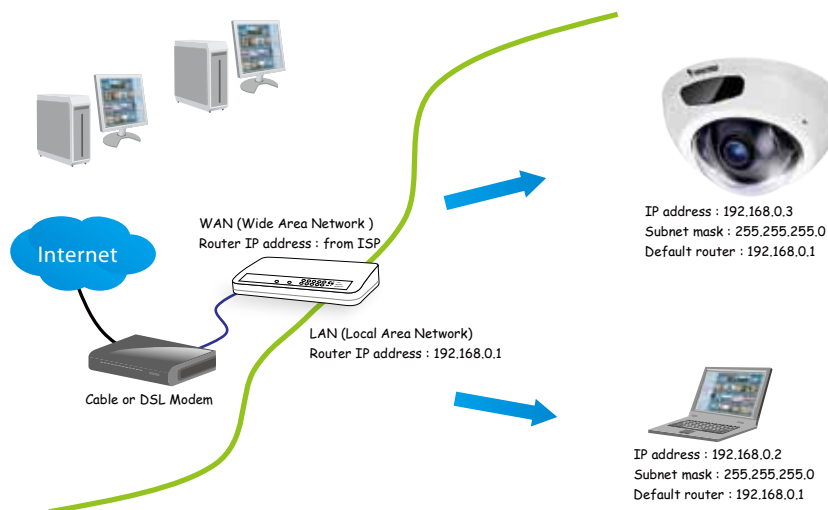 WAN (Wide Area Network )
Router IP address : from ISP
Internet
LAN (Local Area Network)
Router IP address : 192.168.0.1
Cable or DSL Modem
IP address : 192.168.0.3
Subnet mask : 255.255.255.0
Default router : 192.168.0.1
IP address : 192.168.0.2
Subnet mask : 255.255.255.0
Default router : 192.168.0.1